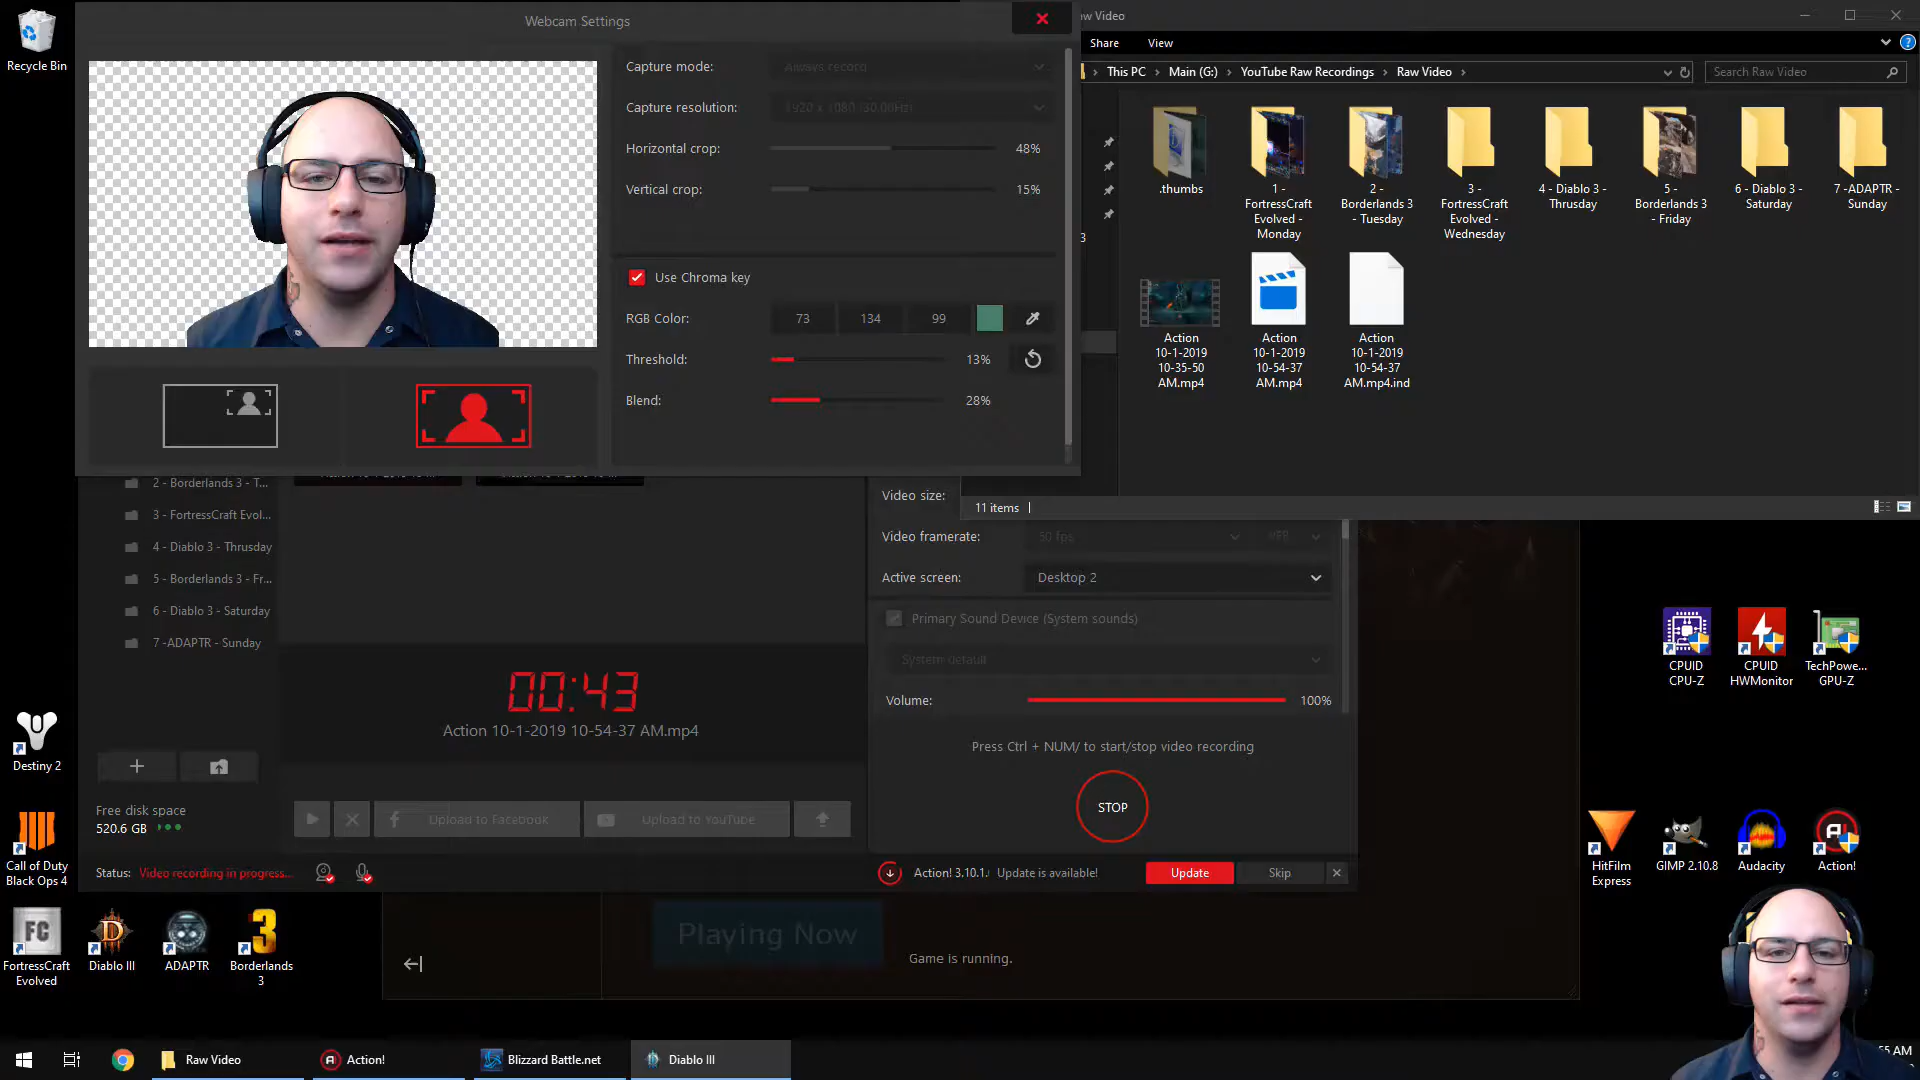 Recycle Bin
Webcam Settings
Capture mode:
Always record
Capture resolution:
1920 x 1080 (30.00Hz)
Horizontal crop:
48%
Vertical crop:
15%
Use Chroma key
RGB Color:
73
134
99
Threshold:
13%
Blend:
28%
w Video
Share
View
This PC
Main (G:)
YouTube Raw Recordings
Raw Video
Search Raw Video
.thumbs
1 -
FortressCraft
Evolved -
Monday
2 -
Borderlands 3
- Tuesday
3 -
FortressCraft
Evolved -
Wednesday
4 - Diablo 3 -
Thrusday
5 -
Borderlands 3
- Friday
6 - Diablo 3 -
Saturday
7 -ADAPTR -
Sunday
3
Action
10-1-2019
10-35-50
AM.mp4
Action
10-1-2019
10-54-37
AM.mp4
Action
10-1-2019
10-54-37
AM.mp4.ind
11 items
2 - Borderlands 3 - T...
3 - FortressCraft Evol...
4 - Diablo 3 - Thrusday
5 - Borderlands 3 - Fr...
6 - Diablo 3 - Saturday
7 -ADAPTR - Sunday
Video size:
Video framerate:
Active screen:
Desktop 2
Primary Sound Device (System sounds)
System default
Volume:
100%
00:43
Action 10-1-2019 10-54-37 AM.mp4
Press Ctrl + NUM/ to start/stop video recording
STOP
Free disk space
520.6 GB
Upload to Facebook
Upload to YouTube
Status:
Video recording in progress...
Action! 3.10.1.
Update is available!
Update
Skip
Playing Now
Game is running.
Destiny 2
Call of Duty
Black Ops 4
FC
FortressCraft
Evolved
Diablo III
ADAPTR
3
Borderlands
3
CPUID
CPU-Z
CPUID
HWMonitor
TechPowe...
GPU-Z
HitFilm
Express
GIMP 2.10.8
Audacity
Action!
Raw Video
Action!
Blizzard Battle.net
Diablo III
55 AM